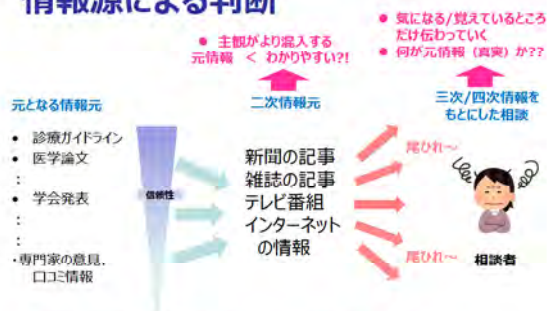 情報源による判断
● 主観がより混入する
元情報 < わかりやすい?!
● 気になる/覚えているところ
だけ伝わっていく
● 何が元情報（真実）か??
元となる情報元
• 診療ガイドライン
• 医学論文
:
• 学会発表
:
:
・専門家の意見,
口コミ情報
信頼性
二次情報元
新聞の記事
雑誌の記事
テレビ番組
インターネット
の情報
三次/四次情報を
もとにした相談
尾ひれ～
尾ひれ～
相談者